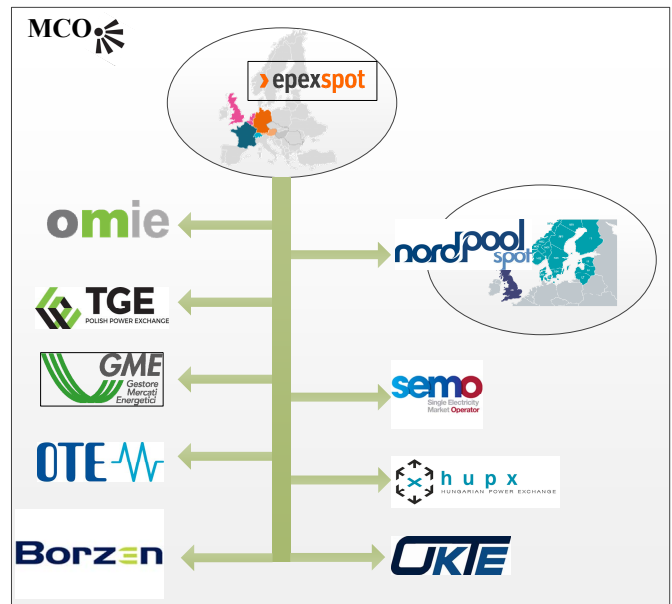 MCO
epexspot
omie
nordpool
spot
TGE
POLISH POWER EXCHANGE
GME
Gestore
Mercati
Energetici
semo
Single Electricity
Market Operator
OTE
hupx
HUNGARIAN POWER EXCHANGE
Borzen
OKTE